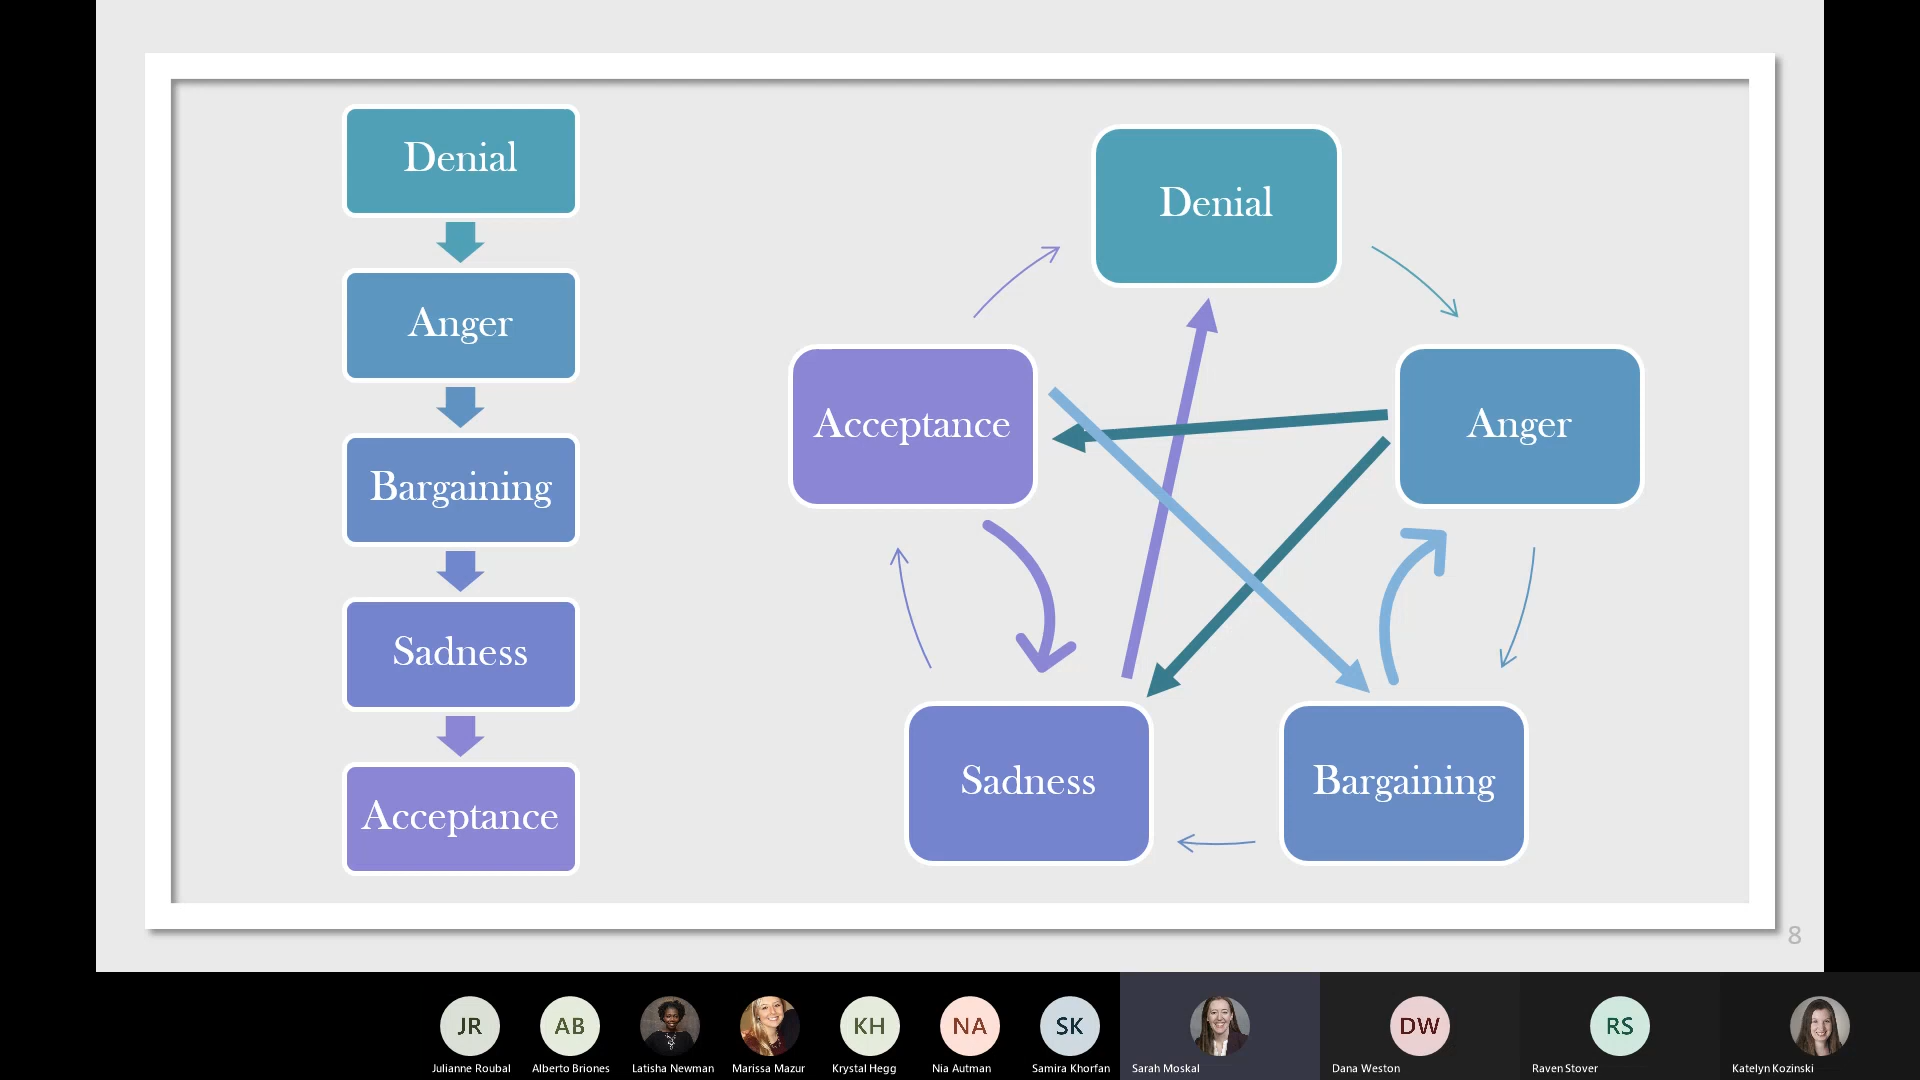 Denial
Anger
Bargaining
Sadness
Acceptance
Denial
Acceptance
Anger
Sadness
Bargaining
8
JR
AB
KH
NA
SK
DW
RS
Julianne Roubal
Alberto Briones
Latisha Newman
Marissa Mazur
Krystal Hegg
Nia Autman
Samira Khorfan
Sarah Moskal
Dana Weston
Raven Stover
Katelyn Kozinski